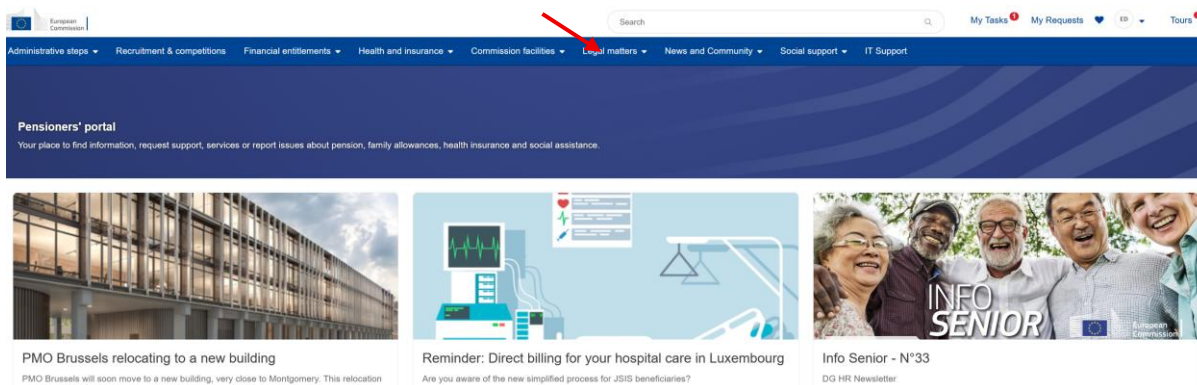 European
Commission
Search
My Tasks 1
My Requests
ED
Tours
Administrative steps
Recruitment & competitions
Financial entitlements
Health and insurance
Commission facilities
Legal matters
News and Community
Social support
IT Support
Pensioners' portal
Your place to find information, request support, services or report issues about pension, family allowances, health insurance and social assistance.
INFO
SENIOR
European
Commission
PMO Brussels relocating to a new building
Reminder: Direct billing for your hospital care in Luxembourg
Info Senior - N°33
PMO Brussels will soon move to a new building, very close to Montgomery. This relocation
Are you aware of the new simplified process for JSIS beneficiaries?
DG HR Newsletter